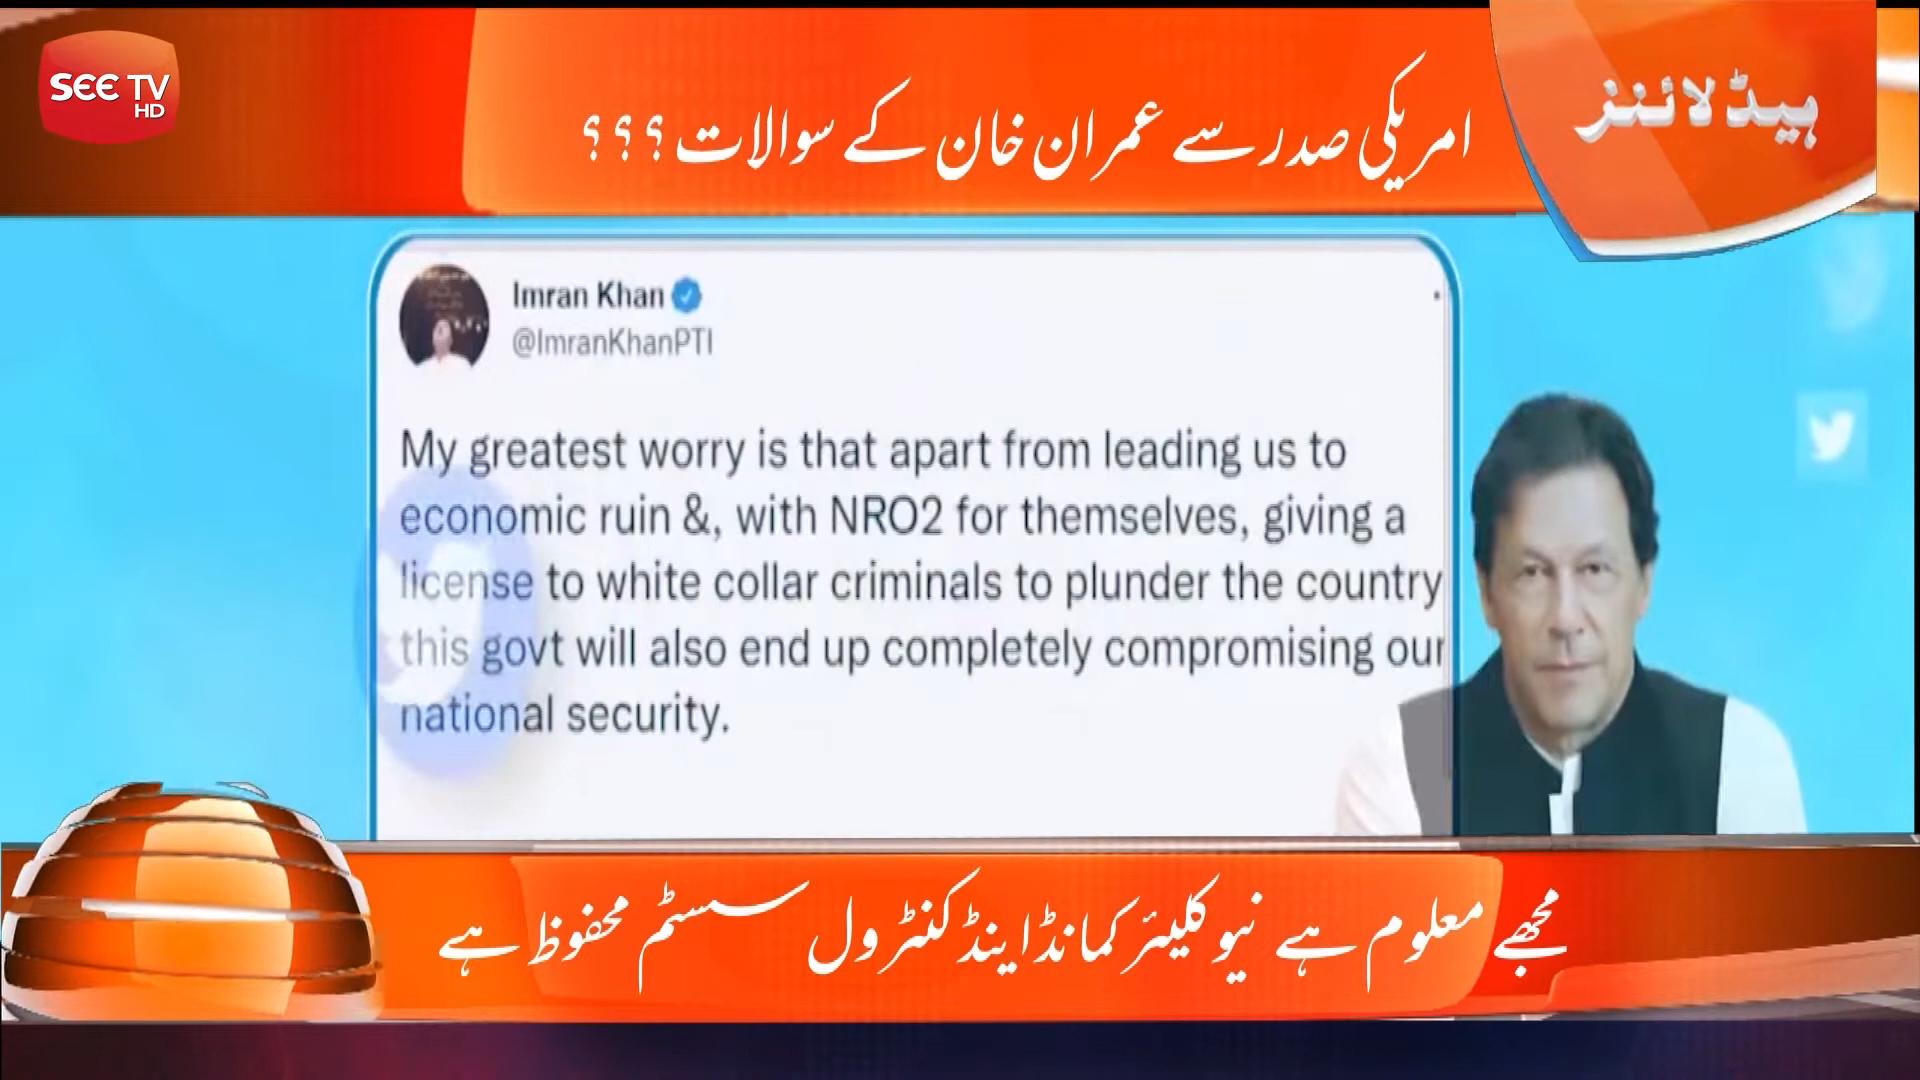 SEE TV
HD
امریکی صدر سے عمران خان کے سوالات ؟ ؟ ؟
ہیڈلائنز
Imran Khan
@ImranKhanPTI
My greatest worry is that apart from leading us to
economic ruin &, with NRO2 for themselves, giving a
license to white collar criminals to plunder the country
this govt will also end up completely compromising our
national security.
مجھے معلوم ہے نیوکلیئر کمانڈ اینڈ کنٹرول سسٹم محفوظ ہے